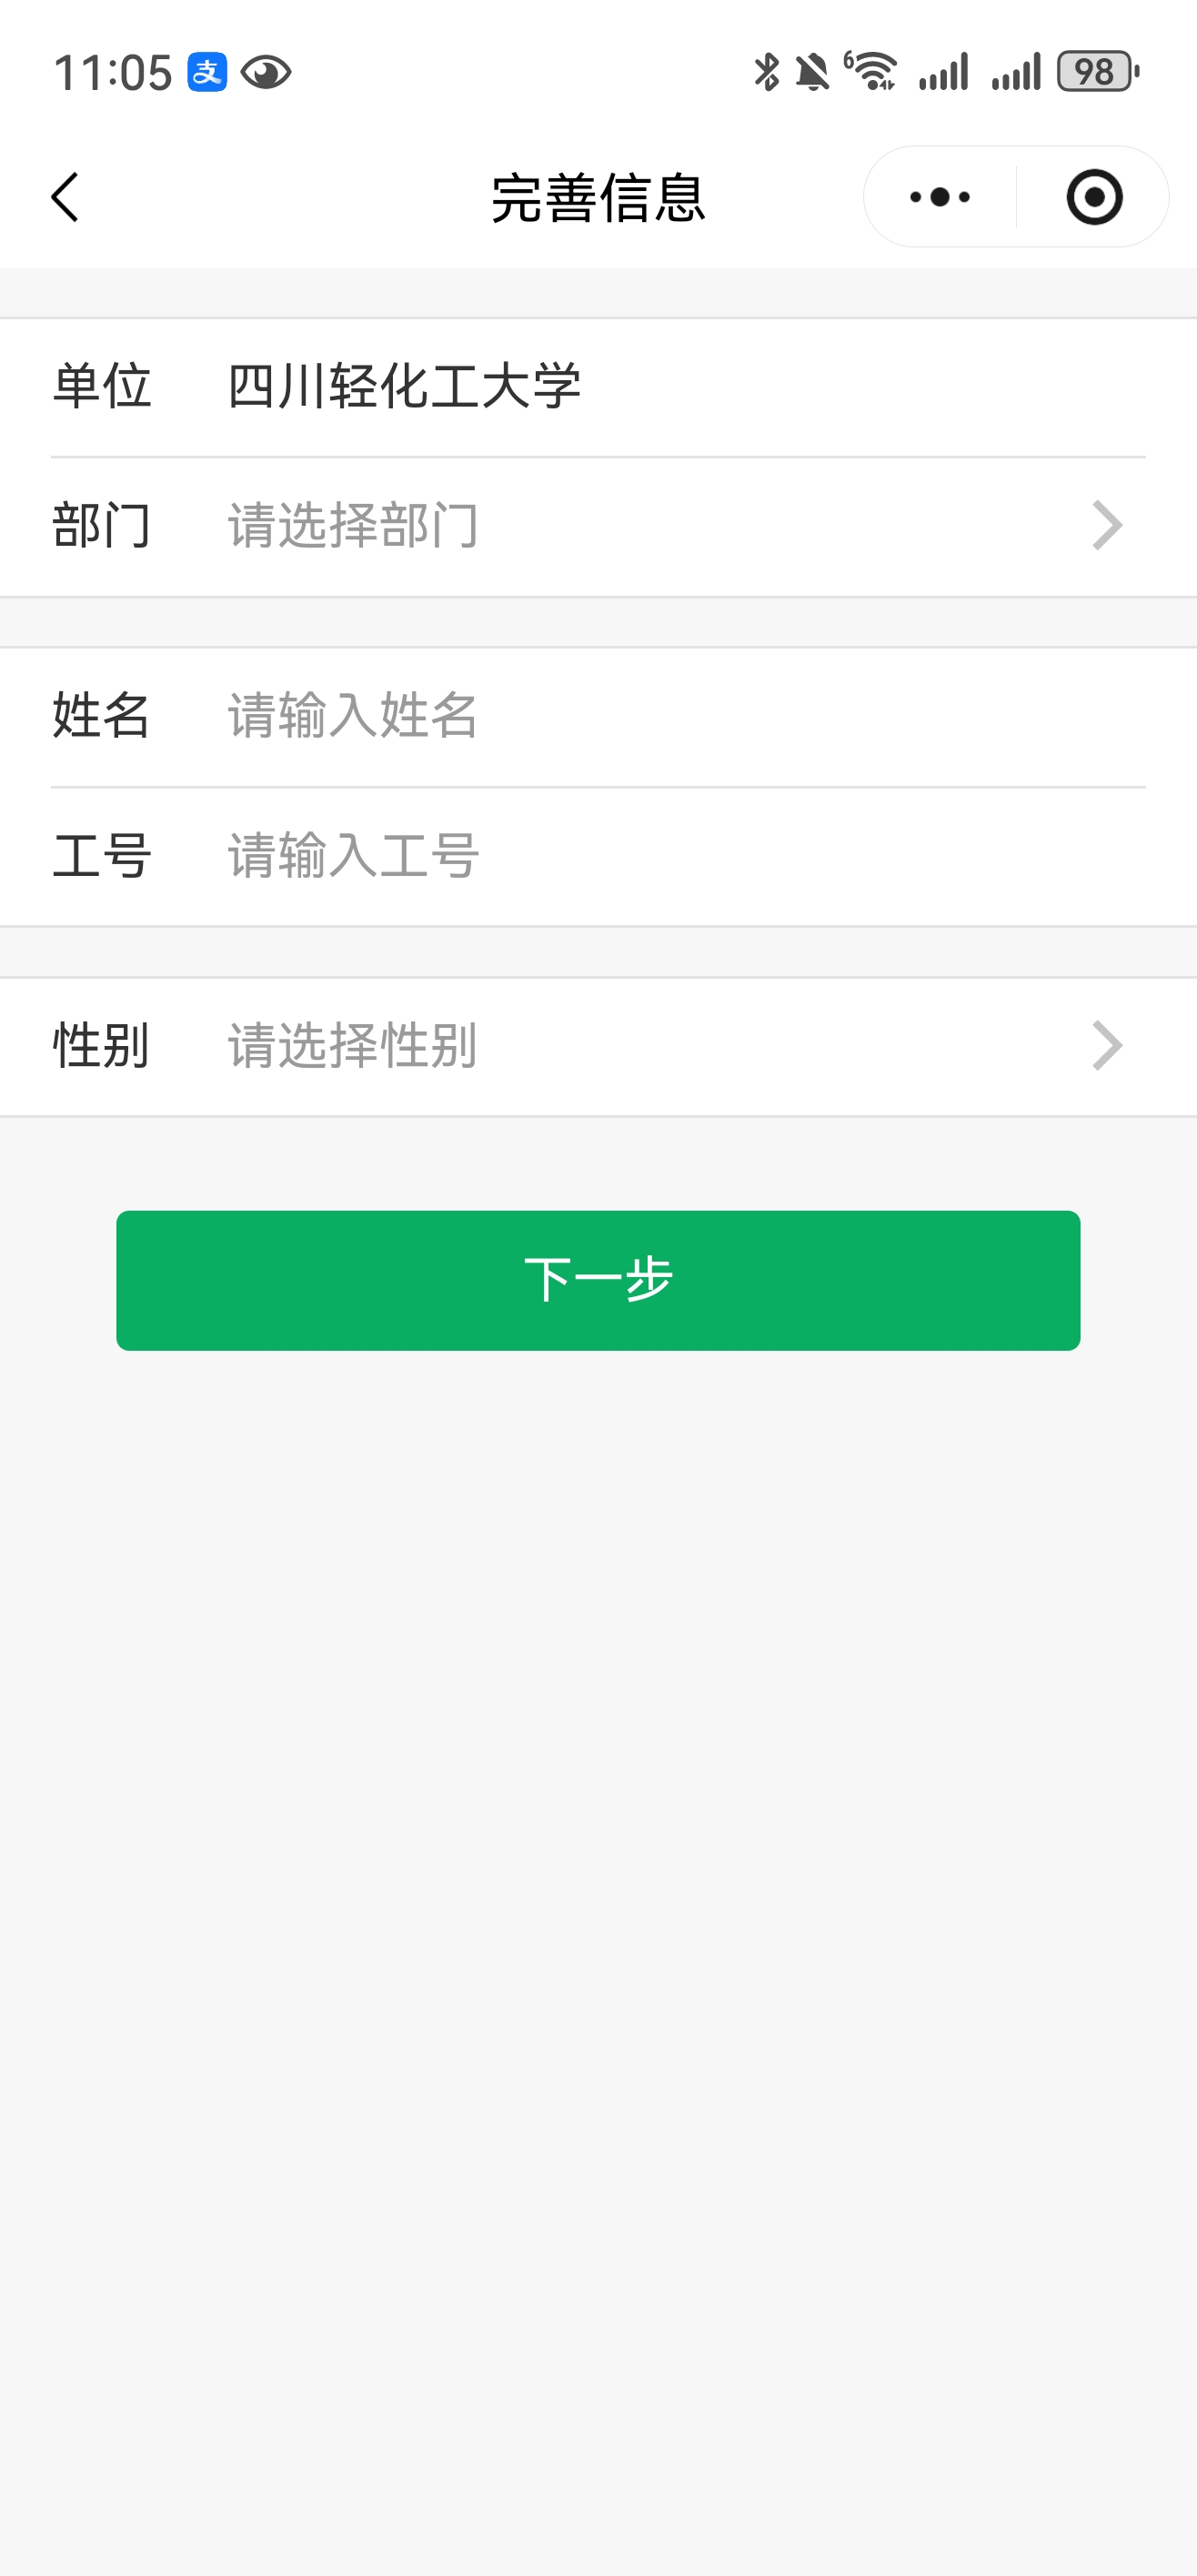 11:05 支 6 98
完善信息
单位 四川轻化工大学
部门 请选择部门
姓名 请输入姓名
工号 请输入工号
性别 请选择性别
下一步